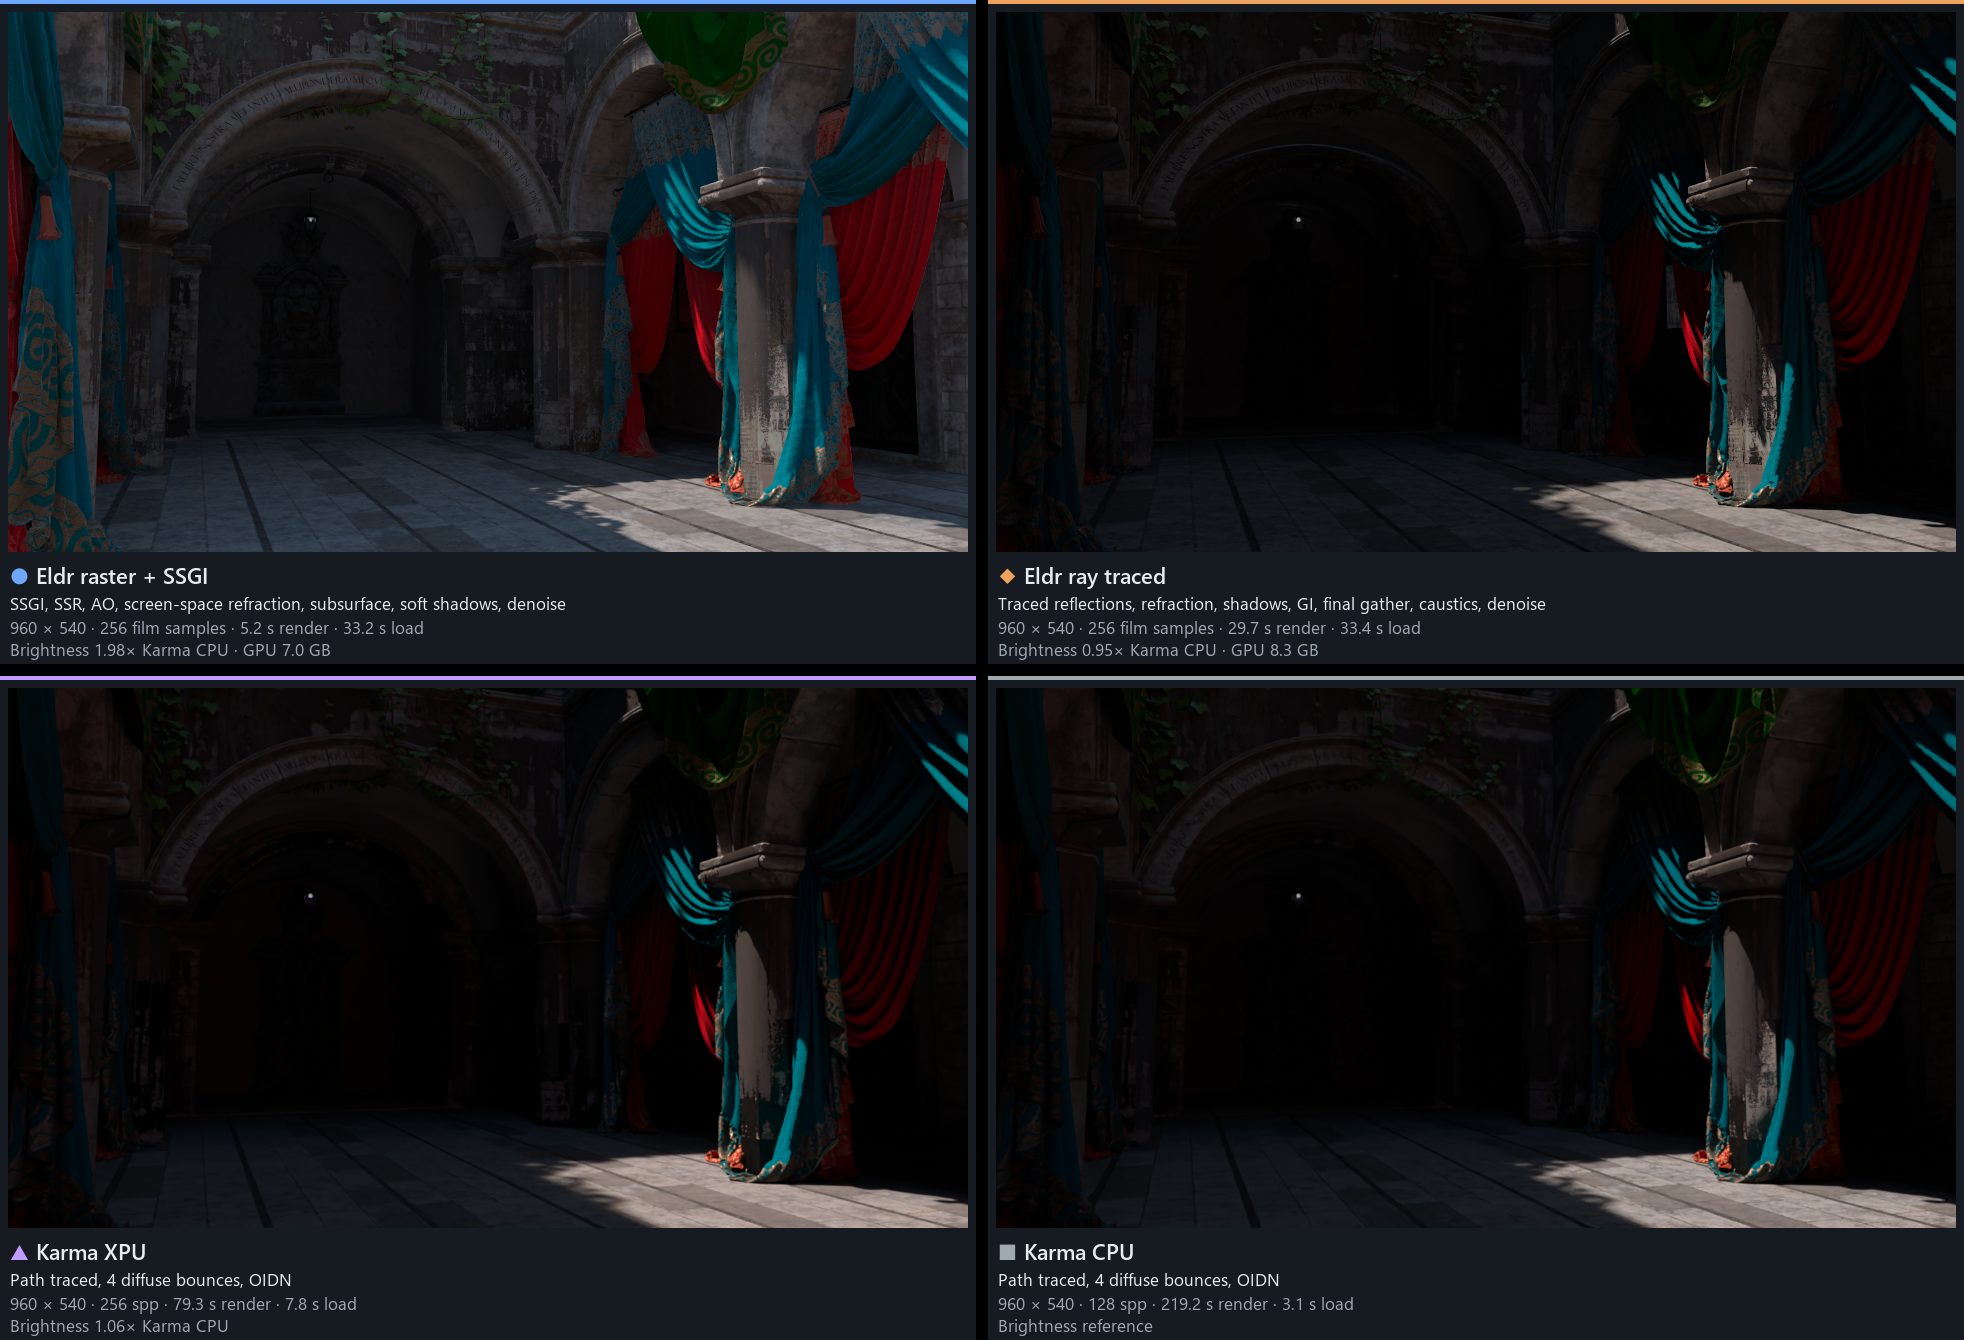 Eldr raster + SSGI
SSGI, SSR, AO, screen-space refraction, subsurface, soft shadows, denoise
960 × 540 · 256 film samples · 5.2 s render · 33.2 s load
Brightness 1.98× Karma CPU · GPU 7.0 GB
Eldr ray traced
Traced reflections, refraction, shadows, GI, final gather, caustics, denoise
960 × 540 · 256 film samples · 29.7 s render · 33.4 s load
Brightness 0.95× Karma CPU · GPU 8.3 GB
Karma XPU
Path traced, 4 diffuse bounces, OIDN
960 × 540 · 256 spp · 79.3 s render · 7.8 s load
Brightness 1.06× Karma CPU
Karma CPU
Path traced, 4 diffuse bounces, OIDN
960 × 540 · 128 spp · 219.2 s render · 3.1 s load
Brightness reference